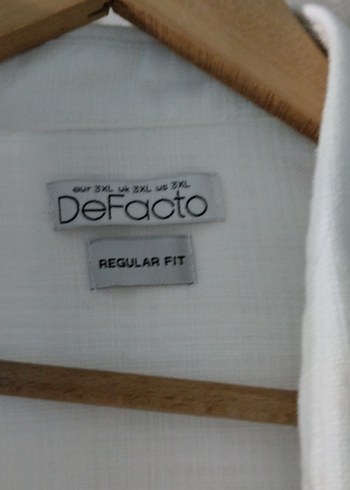 eur 3XL uk 3XL us 3XL
DeFacto
REGULAR FIT